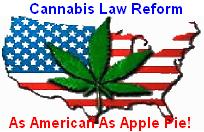 Cannabis Law Reform
As American As Apple Pie!